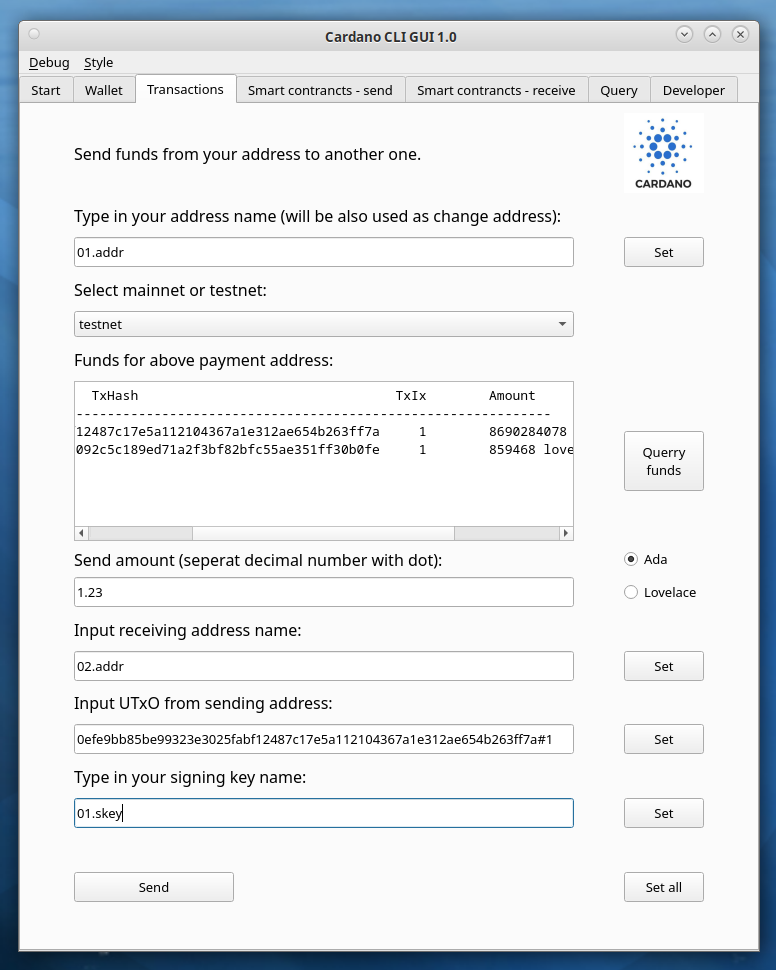 Cardano CLI GUI 1.0
Debug Style
Start Wallet Transactions Smart contrancts - send Smart contrancts - receive Query Developer
Send funds from your address to another one.
CARDANO
Type in your address name (will be also used as change address):
01.addr Set
Select mainnet or testnet:
testnet
Funds for above payment address:
TxHash TxIx Amount
-------------------------------------------------------------
12487c17e5a112104367a1e312ae654b263ff7a 1 8690284078
092c5c189ed71a2f3bf82bfc55ae351ff30b0fe 1 859468 love
Querry
funds
Send amount (seperat decimal number with dot):
Ada
1.23
Lovelace
Input receiving address name:
02.addr Set
Input UTxO from sending address:
0efe9bb85be99323e3025fabf12487c17e5a112104367a1e312ae654b263ff7a#1 Set
Type in your signing key name:
01.skey Set
Send Set all